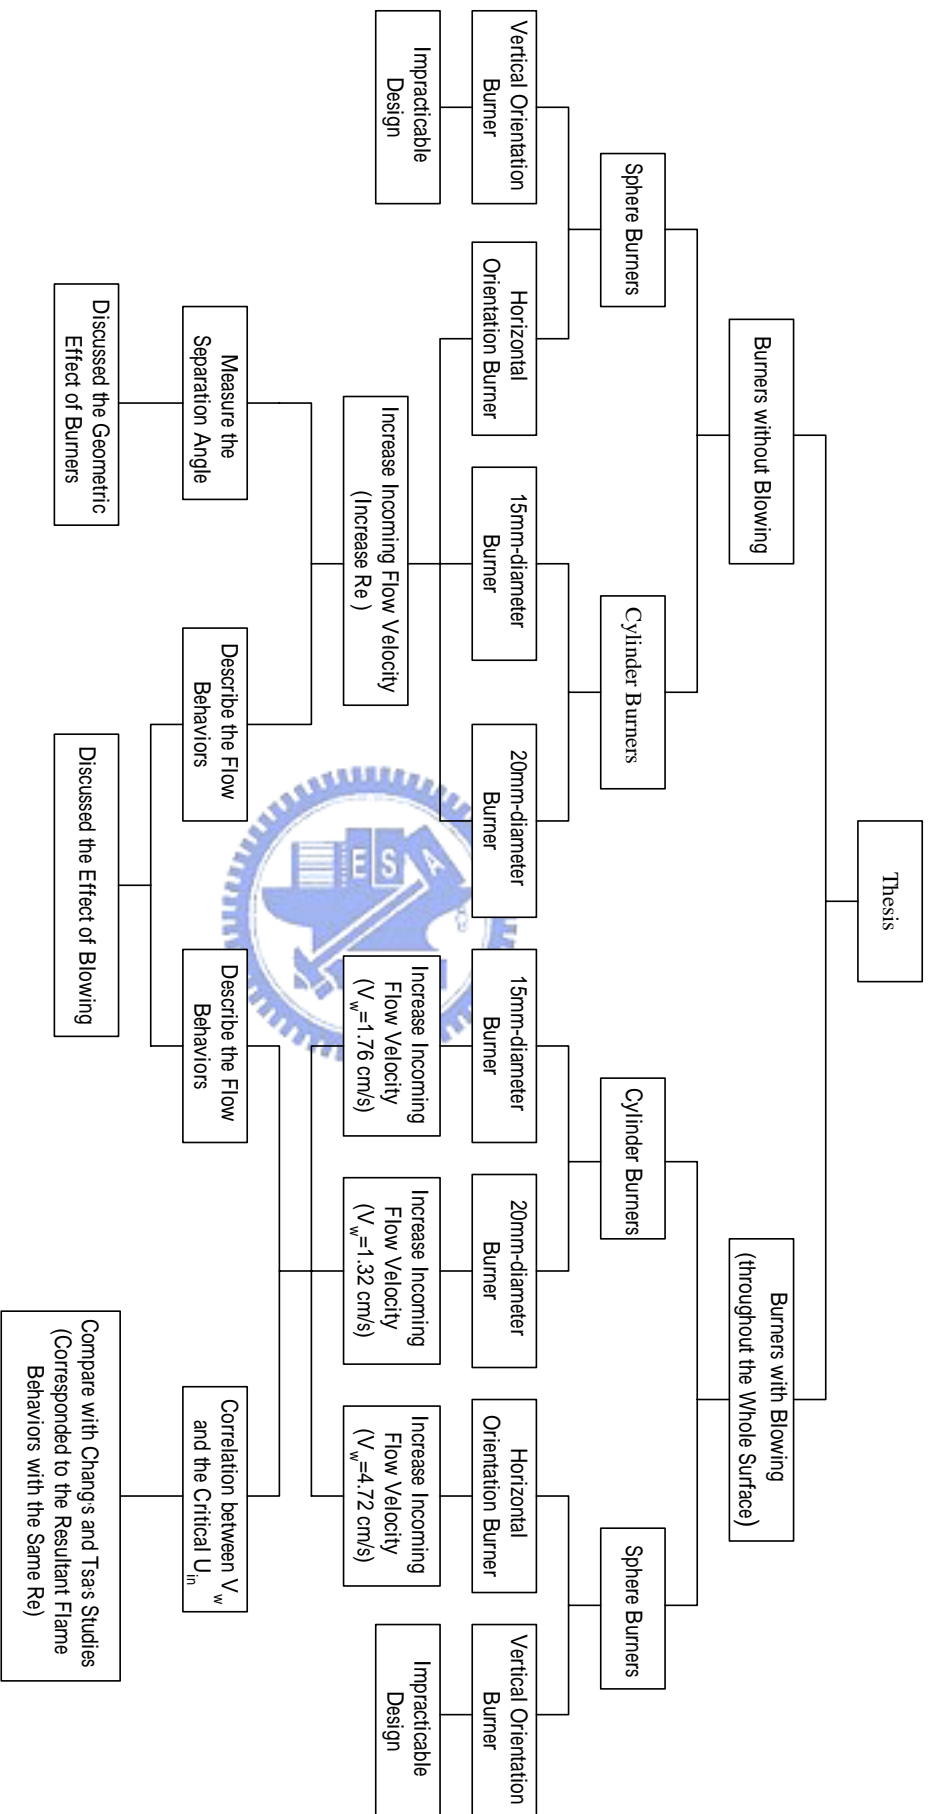 Thesis
Burners without Blowing
Burners with Blowing
(throughout the Whole Surface)
Sphere Burners
Cylinder Burners
Cylinder Burners
Sphere Burners
Vertical Orientation
Burner
Horizontal
Orientation Burner
15mm-diameter
Burner
20mm-diameter
Burner
15mm-diameter
Burner
20mm-diameter
Burner
Horizontal
Orientation Burner
Vertical Orientation
Burner
Impracticable
Design
Increase Incoming Flow Velocity
(Increase Re )
Increase Incoming
Flow Velocity
(V_w=1.76 cm/s)
Increase Incoming
Flow Velocity
(V_w=1.32 cm/s)
Increase Incoming
Flow Velocity
(V_w=4.72 cm/s)
Impracticable
Design
Measure the
Separation Angle
Describe the Flow
Behaviors
Describe the Flow
Behaviors
Correlation between V_w
and the Critical U_in
Discussed the Geometric
Effect of Burners
Discussed the Effect of Blowing
Compare with Chang's and Tsa's Studies
(Corresponded to the Resultant Flame
Behaviors with the Same Re)
E S A